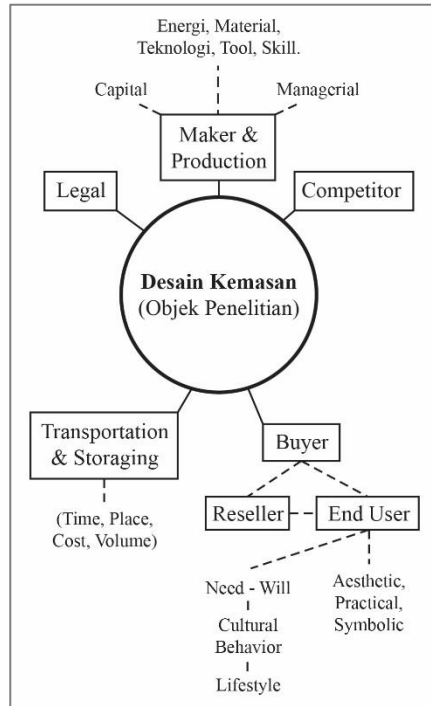 Energi, Material,
Teknologi, Tool, Skill.
Capital
Managerial
Maker &
Production
Legal
Competitor
Desain Kemasan
(Objek Penelitian)
Transportation
& Storaging
Buyer
(Time, Place,
Cost, Volume)
Reseller
End User
Need - Will
Cultural
Behavior
Lifestyle
Aesthetic,
Practical,
Symbolic